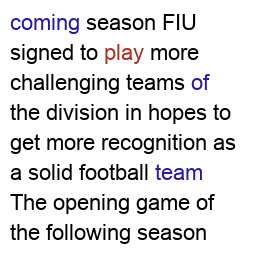 coming season FIU
signed to play more
challenging teams of
the division in hopes to
get more recognition as
a solid football team
The opening game of
the following season